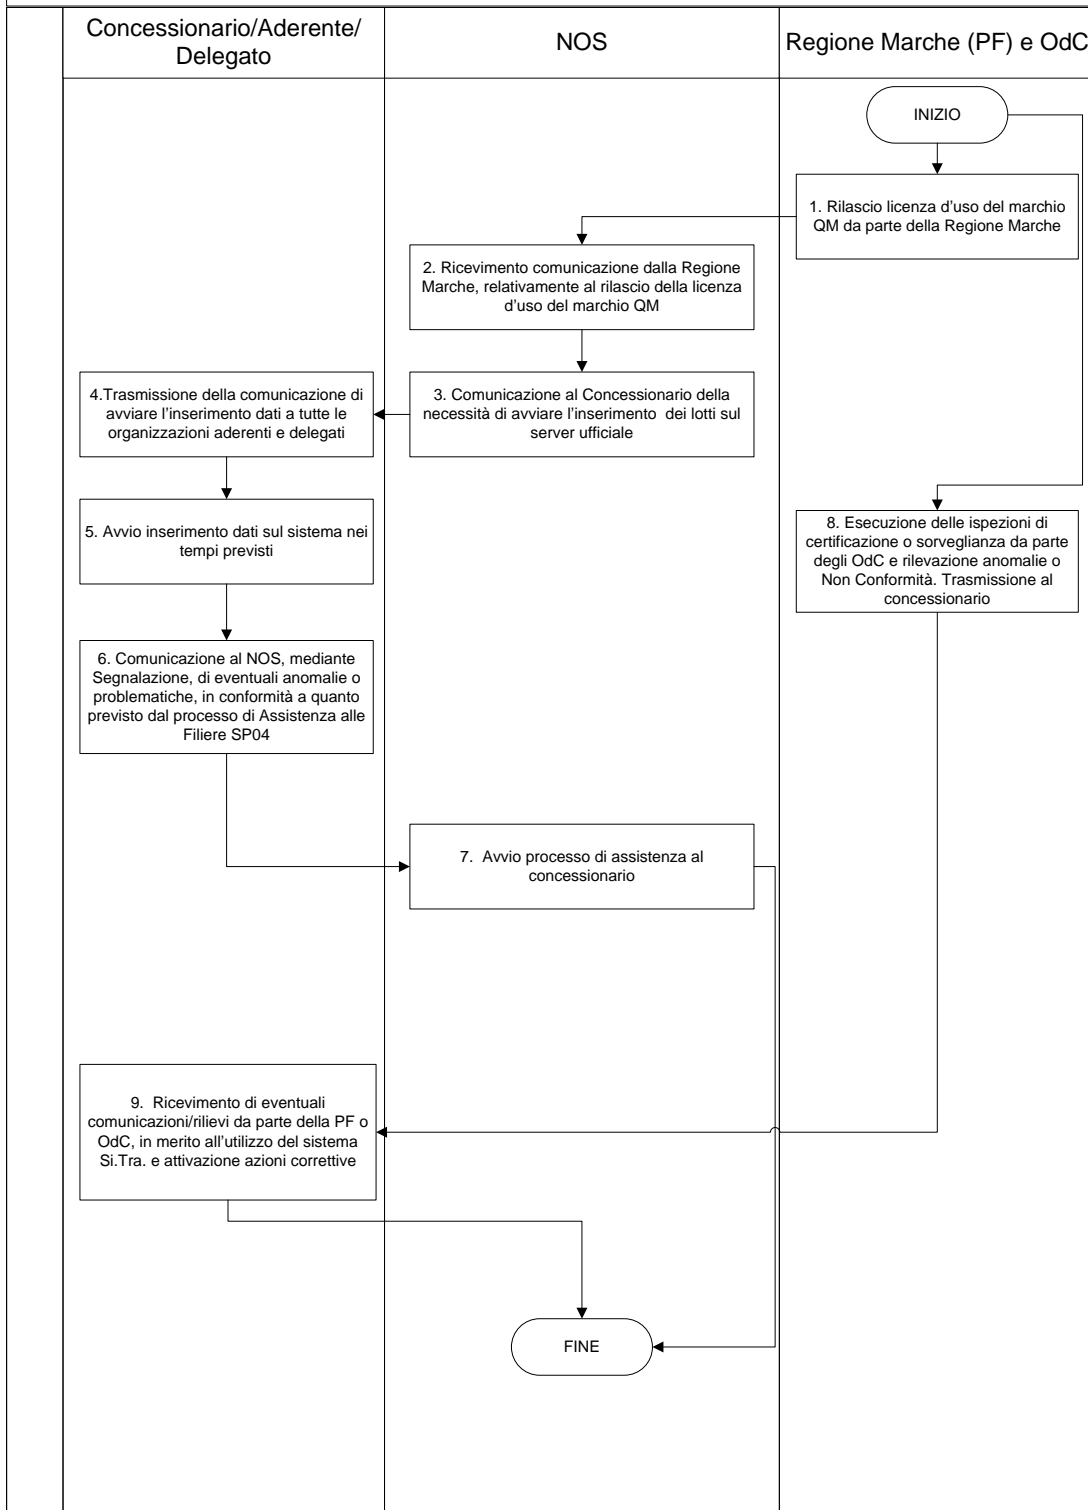 Concessionario/Aderente/
Delegato
NOS
Regione Marche (PF) e OdC
INIZIO
1. Rilascio licenza d'uso del marchio
QM da parte della Regione Marche
2. Ricevimento comunicazione dalla Regione
Marche, relativamente al rilascio della licenza
d'uso del marchio QM
3. Comunicazione al Concessionario della
necessità di avviare l'inserimento dei lotti sul
server ufficiale
4.Trasmissione della comunicazione di
avviare l'inserimento dati a tutte le
organizzazioni aderenti e delegati
5. Avvio inserimento dati sul sistema nei
tempi previsti
6. Comunicazione al NOS, mediante
Segnalazione, di eventuali anomalie o
problematiche, in conformità a quanto
previsto dal processo di Assistenza alle
Filiere SP04
7. Avvio processo di assistenza al
concessionario
8. Esecuzione delle ispezioni di
certificazione o sorveglianza da parte
degli OdC e rilevazione anomalie o
Non Conformità. Trasmissione al
concessionario
9. Ricevimento di eventuali
comunicazioni/rilievi da parte della PF o
OdC, in merito all'utilizzo del sistema
Si.Tra. e attivazione azioni correttive
FINE